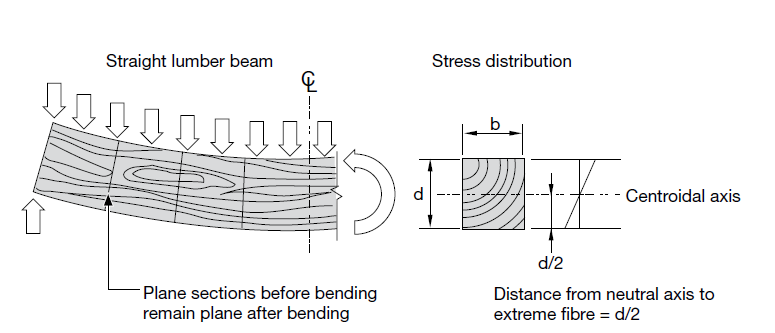 Straight lumber beam
Stress distribution
℄
b
d
Centroidal axis
d/2
Plane sections before bending
remain plane after bending
Distance from neutral axis to
extreme fibre = d/2